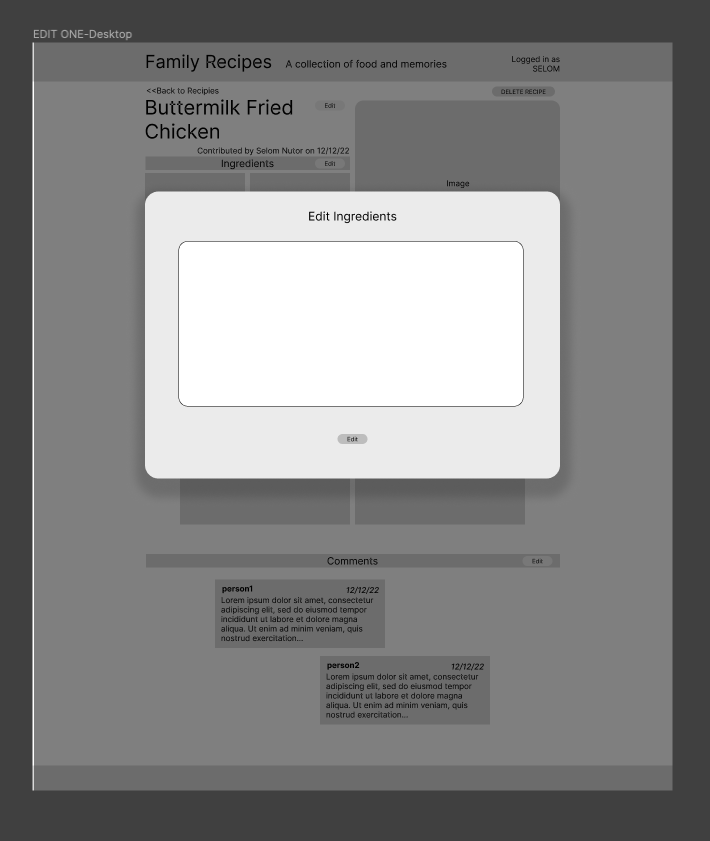 EDIT ONE-Desktop
Family Recipes
A collection of food and memories
Logged in as
SELOM
<<Back to Recipies
DELETE RECIPE
Buttermilk Fried
Chicken
Edit
Contributed by Selom Nutor on 12/12/22
Ingredients
Edit
Image
Edit Ingredients
Edit
Comments
Edit
person1
12/12/22
Lorem ipsum dolor sit amet, consectetur
adipiscing elit, sed do eiusmod tempor
incididunt ut labore et dolore magna
aliqua. Ut enim ad minim veniam, quis
nostrud exercitation...
person2
12/12/22
Lorem ipsum dolor sit amet, consectetur
adipiscing elit, sed do eiusmod tempor
incididunt ut labore et dolore magna
aliqua. Ut enim ad minim veniam, quis
nostrud exercitation...